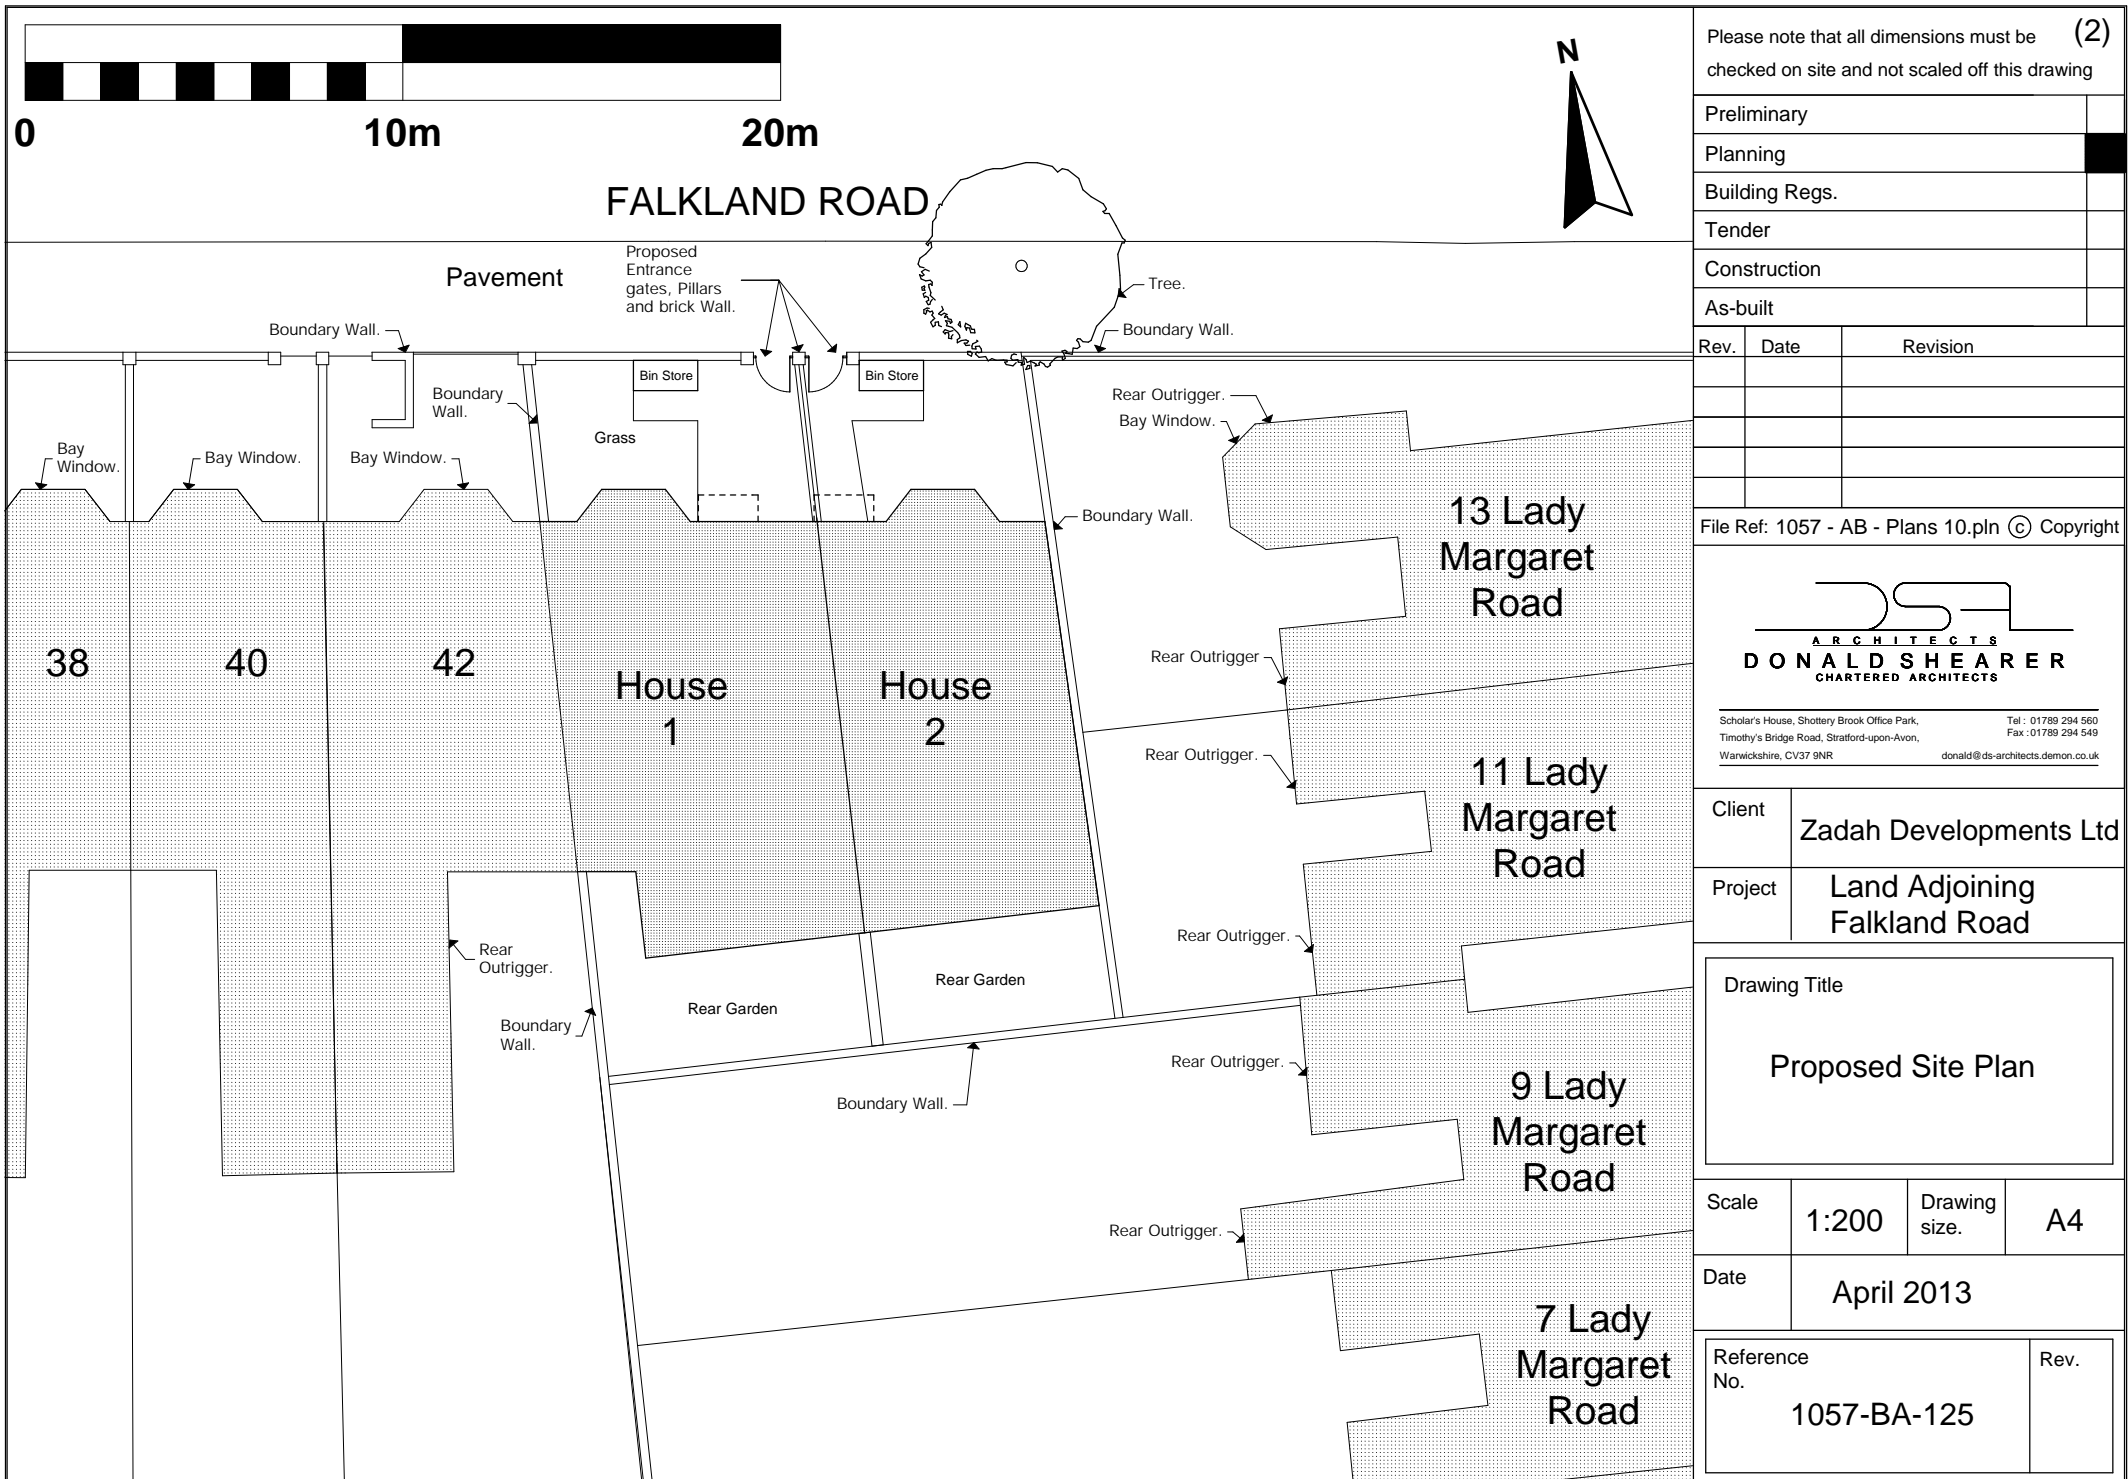 0
10m
20m
N
FALKLAND ROAD
Pavement
Proposed
Entrance
gates, Pillars
and brick Wall.
Tree.
Boundary Wall.
Boundary Wall.
Bin Store
Bin Store
Boundary
Wall.
Grass
Rear Outrigger.
Bay Window.
Bay
Window.
Bay Window.
Bay Window.
Boundary Wall.
13 Lady
Margaret
Road
38
40
42
House
1
House
2
Rear Outrigger
Rear Outrigger.
11 Lady
Margaret
Road
Rear Outrigger.
Rear
Outrigger.
Rear Garden
Rear Garden
Boundary
Wall.
Boundary Wall.
Rear Outrigger.
9 Lady
Margaret
Road
Rear Outrigger.
7 Lady
Margaret
Road
Please note that all dimensions must be (2)
checked on site and not scaled off this drawing
Preliminary
Planning
Building Regs.
Tender
Construction
As-built
Rev. Date Revision
File Ref: 1057 - AB - Plans 10.pln © Copyright
DSA
ARCHITECTS
DONALD SHEARER
CHARTERED ARCHITECTS
Scholar's House, Shottery Brook Office Park, Tel : 01789 294 560
Timothy's Bridge Road, Stratford-upon-Avon, Fax : 01789 294 549
Warwickshire, CV37 9NR donald@ds-architects.demon.co.uk
Client Zadah Developments Ltd
Project Land Adjoining
Falkland Road
Drawing Title
Proposed Site Plan
Scale 1:200 Drawing
size. A4
Date April 2013
Reference
No. Rev.
1057-BA-125